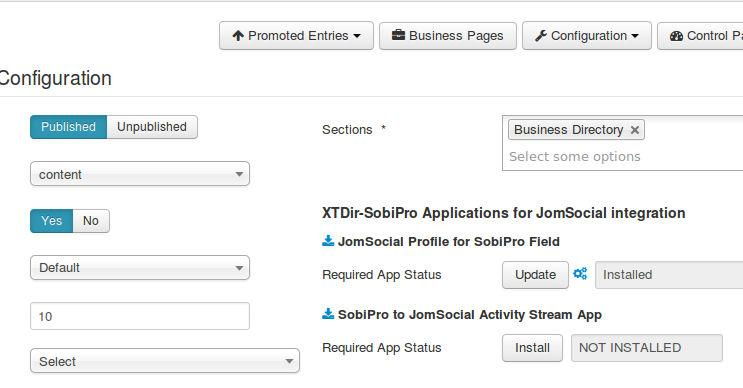 Promoted Entries
Business Pages
Configuration
Control
Configuration
Published
Unpublished
Sections *
Business Directory ×
Select some options
content
Yes
No
XTDir-SobiPro Applications for JomSocial integration
JomSocial Profile for SobiPro Field
Default
Required App Status
Update
Installed
10
SobiPro to JomSocial Activity Stream App
Select
Required App Status
Install
NOT INSTALLED